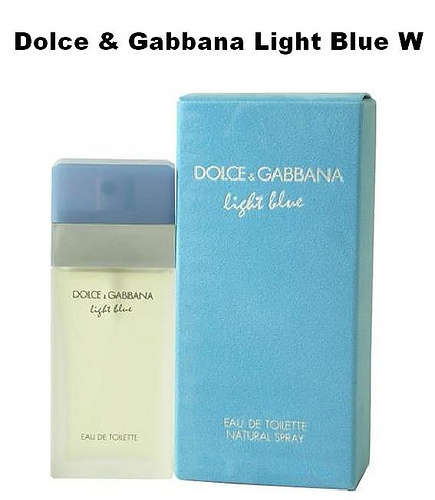 Dolce & Gabbana Light Blue W
DOLCE & GABBANA
light blue
EAU DE TOILETTE
NATURAL SPRAY
DOLCE & GABBANA
light blue
EAU DE TOILETTE